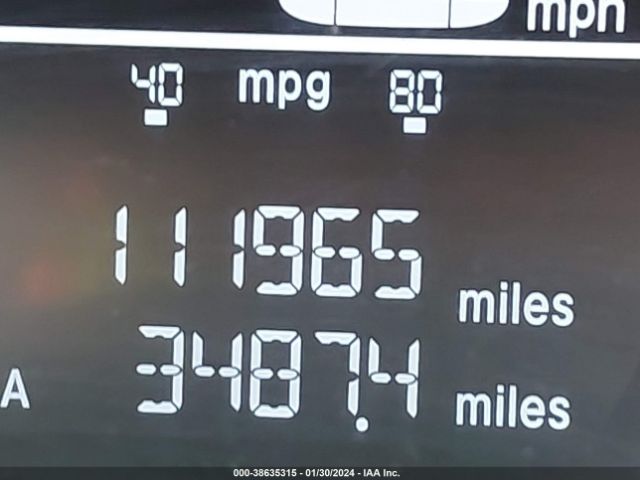 mph
40 mpg 80
111965 miles
A 3487.4 miles
000-38635315 - 01/30/2024 - IAA Inc.